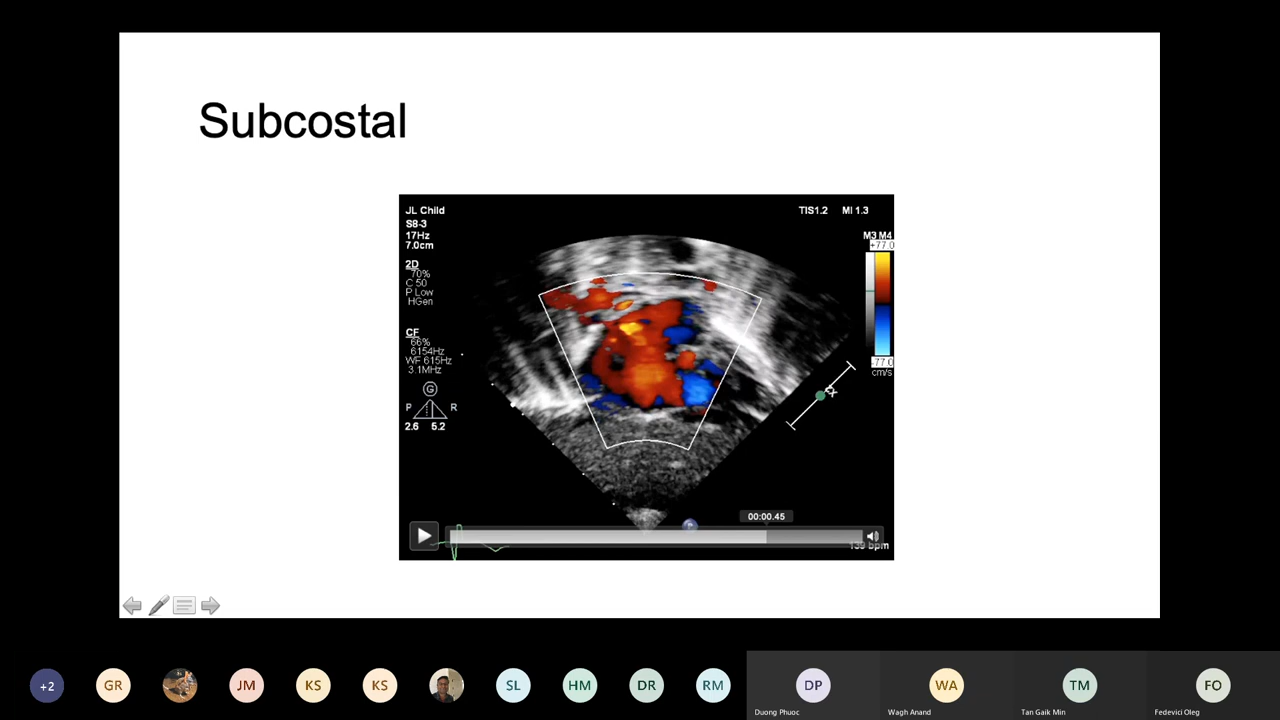 Subcostal
JL Child
S8-3
17Hz
7.0cm
2D
70%
C 50
P Low
HGen
CF
66%
6154Hz
WF 615Hz
3.1MHz
G
P R
2.6 5.2
TIS1.2 MI 1.3
M3 M4
+77.0
-77.0
cm/s
00:00.45
139 bpm
+2
GR
JM
KS
KS
SL
HM
DR
RM
DP
WA
TM
FO
Duong Phuoc
Wagh Anand
Tan Gaik Min
Fedevici Oleg